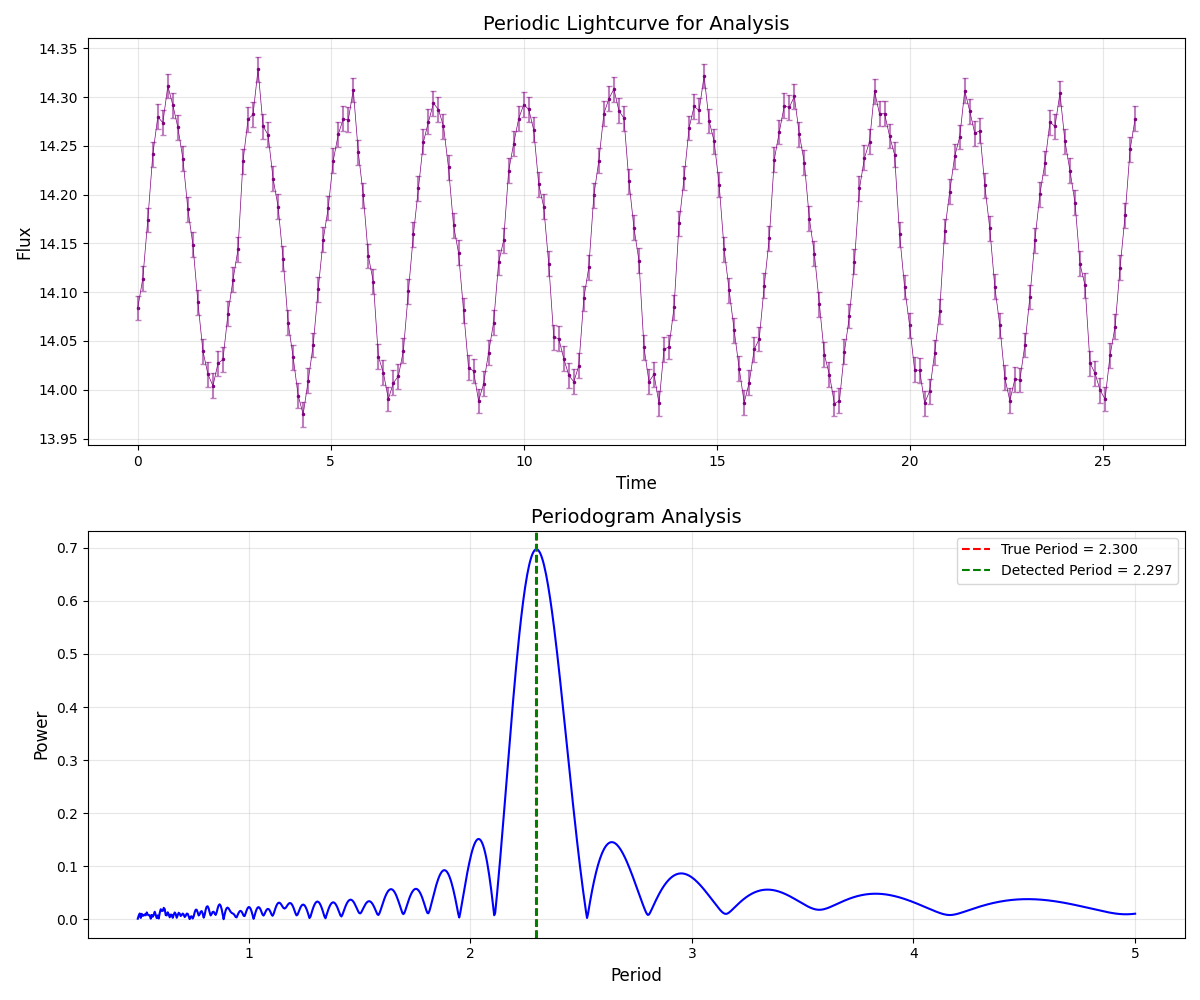 Periodic Lightcurve for Analysis
14.35
14.30
14.25
14.20
14.15
14.10
14.05
14.00
13.95
Flux
0 5 10 15 20 25
Time
Periodogram Analysis
0.7
0.6
0.5
0.4
0.3
0.2
0.1
0.0
Power
True Period = 2.300
Detected Period = 2.297
1 2 3 4 5
Period